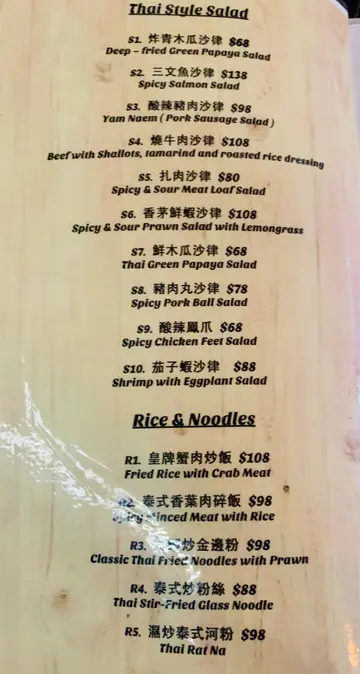 Thai Style Salad
S1. 炸青木瓜沙律 $68
Deep - fried Green Papaya Salad
S2. 三文魚沙律 $138
Spicy Salmon Salad
S3. 酸辣豬肉沙律 $98
Yam Naem ( Pork Sausage Salad )
S4. 燒牛肉沙律 $108
Beef with Shallots, tamarind and roasted rice dressing
S5. 扎肉沙律 $80
Spicy & Sour Meat Loaf Salad
S6. 香茅鮮蝦沙律 $108
Spicy & Sour Prawn Salad with Lemongrass
S7. 鮮木瓜沙律 $68
Thai Green Papaya Salad
S8. 豬肉丸沙律 $78
Spicy Pork Ball Salad
S9. 酸辣鳳爪 $68
Spicy Chicken Feet Salad
S10. 茄子蝦沙律 $88
Shrimp with Eggplant Salad
Rice & Noodles
R1. 皇牌蟹肉炒飯 $108
Fried Rice with Crab Meat
R2. 泰式香葉肉碎飯 $98
Spicy Minced Meat with Rice
R3. 炒金邊粉 $98
Classic Thai Fried Noodles with Prawn
R4. 泰式炒粉絲 $88
Thai Stir-Fried Glass Noodle
R5. 濕炒泰式河粉 $98
Thai Rat Na